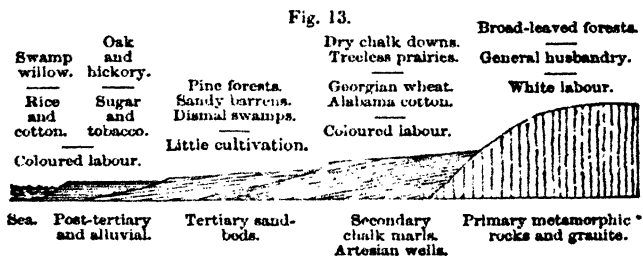 Fig. 13.
Swamp
willow.
Rice
and
cotton.
Oak
and
hickory.
Sugar
and
tobacco.
Coloured labour.
Pine forests.
Sandy barrens.
Dismal swamps.
Little cultivation.
Dry chalk downs.
Treeless prairies.
Georgian wheat.
Alabama cotton.
Coloured labour.
Broad-leaved forests.
General husbandry.
White labour.
Sea.
Post-tertiary
and alluvial.
Tertiary sand-
beds.
Secondary
chalk marls.
Artesian wells.
Primary metamorphic
rocks and granite.